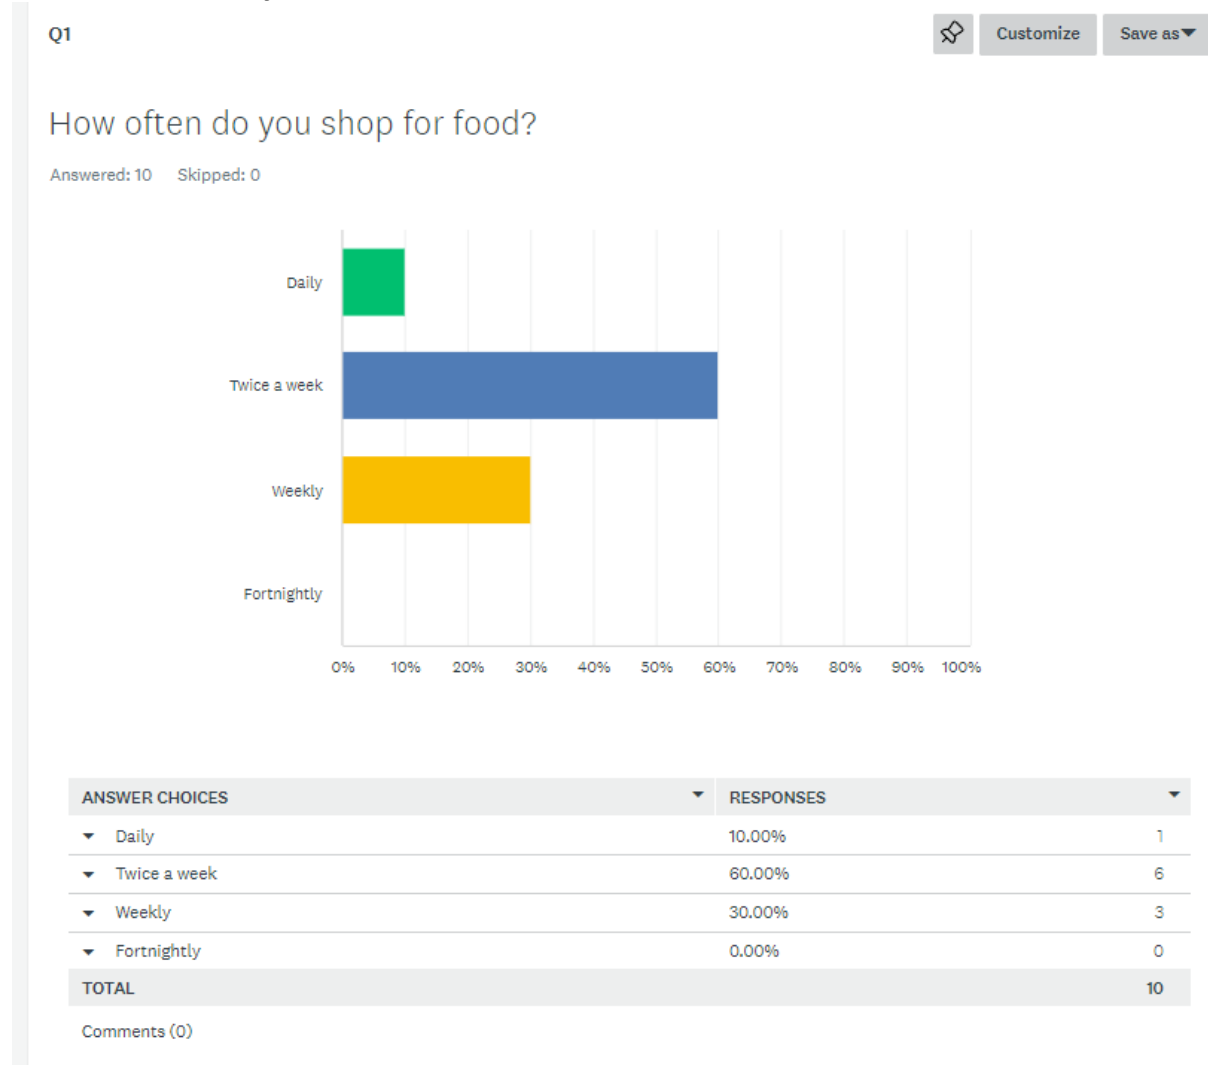 Q1 Customize Save as
How often do you shop for food?
Answered: 10 Skipped: 0
Daily
Twice a week
Weekly
Fortnightly
0% 10% 20% 30% 40% 50% 60% 70% 80% 90% 100%
ANSWER CHOICES RESPONSES
Daily 10.00% 1
Twice a week 60.00% 6
Weekly 30.00% 3
Fortnightly 0.00% 0
TOTAL 10
Comments (0)